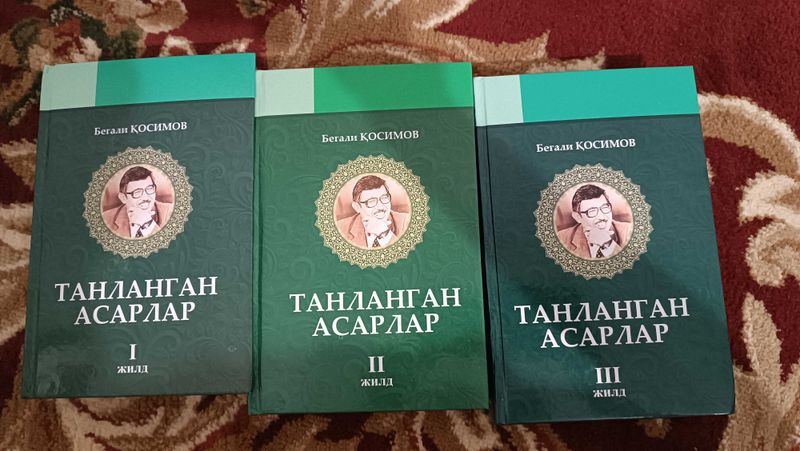 Бегали ҚОСИМОВ
ТАНЛАНГАН
АСАРЛАР
I
ЖИЛД
Бегали ҚОСИМОВ
ТАНЛАНГАН
АСАРЛАР
II
ЖИЛД
Бегали ҚОСИМОВ
ТАНЛАНГАН
АСАРЛАР
III
ЖИЛД